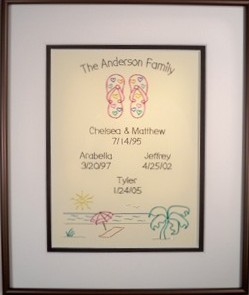 The Anderson Family
Chelsea & Matthew
7/14/95
Arabella Jeffrey
3/20/97 4/25/02
Tyler
1/24/05